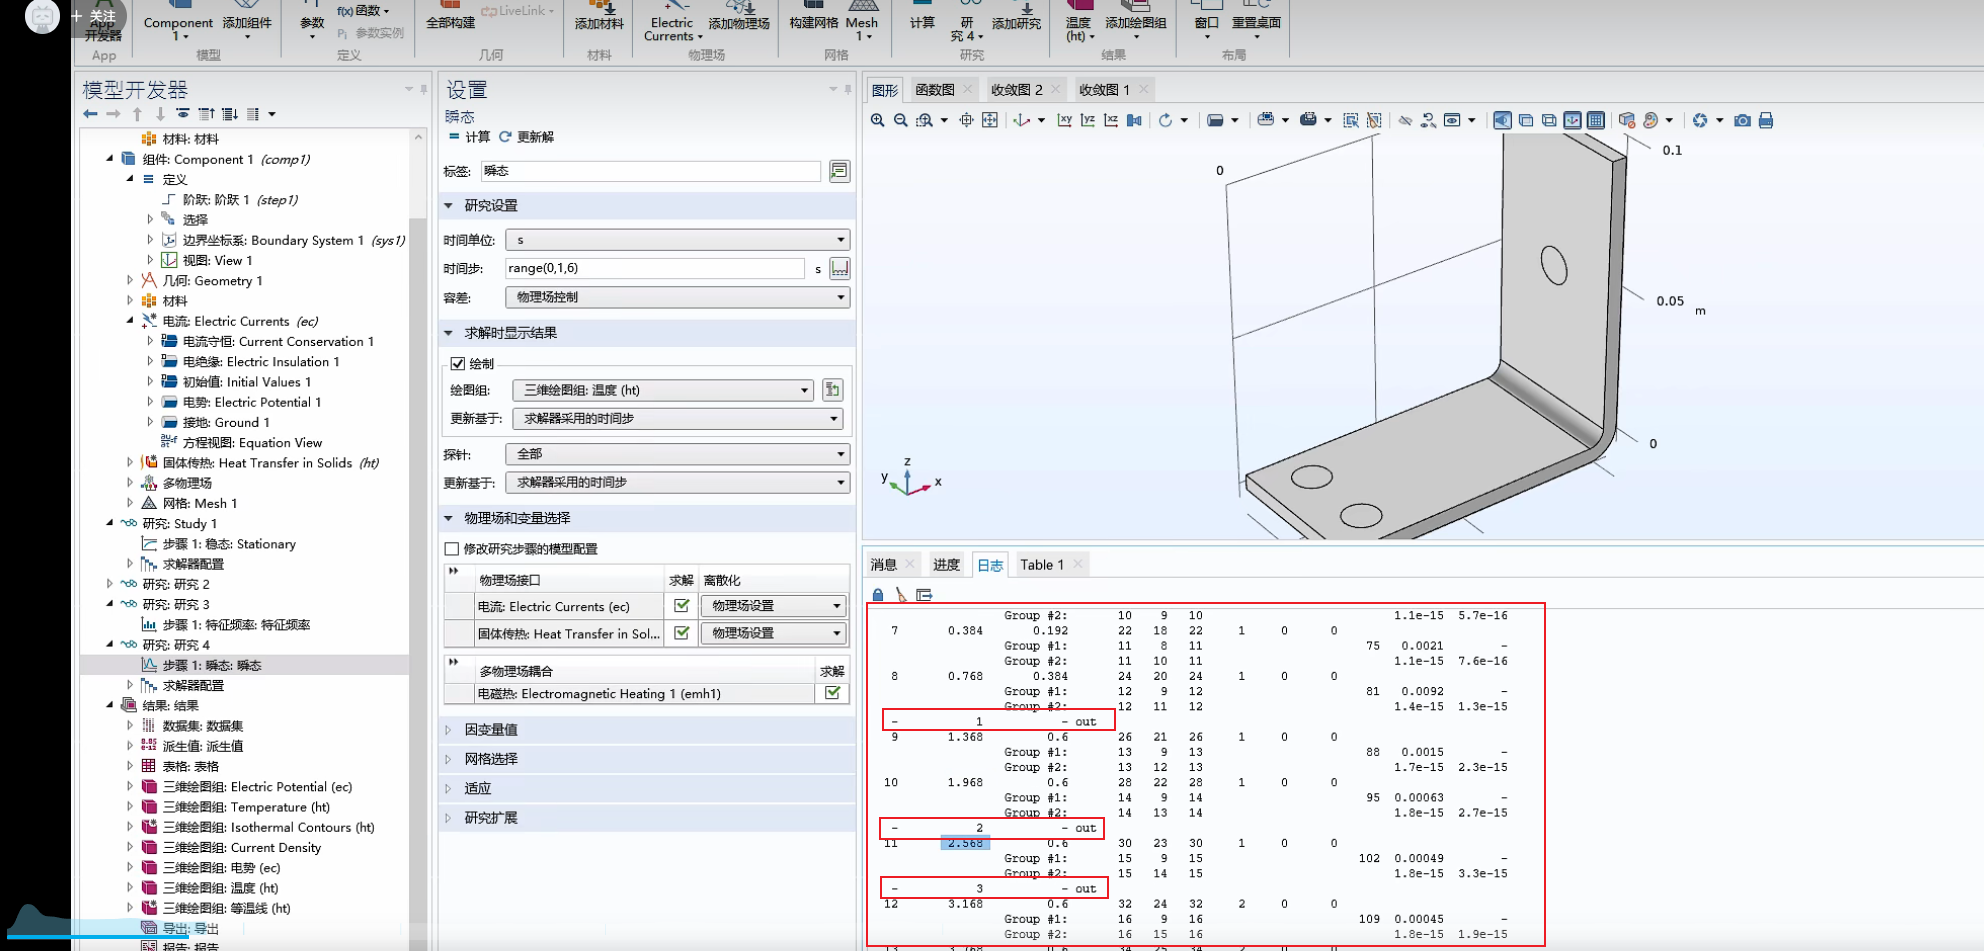 + 关注
App
开发器
App
Component
1
添加组件
模型
参数
f(x) 函数
Pi 参数实例
定义
全部构建
LiveLink
几何
添加材料
材料
Electric
Currents
添加物理场
物理场
构建网格
Mesh
1
网格
计算
研
究 4
添加研究
研究
温度
(ht)
添加绘图组
结果
窗口
重置桌面
布局
模型开发器
材料: 材料
组件: Component 1 (comp1)
定义
阶跃: 阶跃 1 (step1)
选择
边界坐标系: Boundary System 1 (sys1)
视图: View 1
几何: Geometry 1
材料
电流: Electric Currents (ec)
电流守恒: Current Conservation 1
电绝缘: Electric Insulation 1
初始值: Initial Values 1
电势: Electric Potential 1
接地: Ground 1
方程视图: Equation View
固体传热: Heat Transfer in Solids (ht)
多物理场
网格: Mesh 1
研究: Study 1
步骤 1: 稳态: Stationary
求解器配置
研究: 研究 2
研究: 研究 3
步骤 1: 特征频率: 特征频率
研究: 研究 4
步骤 1: 瞬态: 瞬态
求解器配置
结果: 结果
数据集: 数据集
派生值: 派生值
表格: 表格
三维绘图组: Electric Potential (ec)
三维绘图组: Temperature (ht)
三维绘图组: Isothermal Contours (ht)
三维绘图组: Current Density
三维绘图组: 电势 (ec)
三维绘图组: 温度 (ht)
三维绘图组: 等温线 (ht)
导出: 导出
报告: 报告
设置
瞬态
= 计算 更新解
标签: 瞬态
研究设置
时间单位: s
时间步: range(0,1,6) s
容差: 物理场控制
求解时显示结果
绘制
绘图组: 三维绘图组: 温度 (ht)
更新基于: 求解器采用的时间步
探针: 全部
更新基于: 求解器采用的时间步
物理场和变量选择
修改研究步骤的模型配置
物理场接口 求解 离散化
电流: Electric Currents (ec) 物理场设置
固体传热: Heat Transfer in Sol... 物理场设置
多物理场耦合 求解
电磁热: Electromagnetic Heating 1 (emh1)
因变量值
网格选择
适应
研究扩展
图形 函数图 收敛图 2 收敛图 1
xy yz xz
0
0.1
0.05
m
0
z
y
x
消息 进度 日志 Table 1
Group #2: 10 9 10 1.1e-15 5.7e-16
7 0.384 0.192 22 18 22 1 0 0
Group #1: 11 8 11 75 0.0021 -
Group #2: 11 10 11 1.1e-15 7.6e-16
8 0.768 0.384 24 20 24 1 0 0
Group #1: 12 9 12 81 0.0092 -
Group #2: 12 11 12 1.4e-15 1.3e-15
- 1 - out
9 1.368 0.6 26 21 26 1 0 0
Group #1: 13 9 13 88 0.0015 -
Group #2: 13 12 13 1.7e-15 2.3e-15
10 1.968 0.6 28 22 28 1 0 0
Group #1: 14 9 14 95 0.00063 -
Group #2: 14 13 14 1.8e-15 2.7e-15
- 2 - out
11 2.568 0.6 30 23 30 1 0 0
Group #1: 15 9 15 102 0.00049 -
Group #2: 15 14 15 1.8e-15 3.3e-15
- 3 - out
12 3.168 0.6 32 24 32 2 0 0
Group #1: 16 9 16 109 0.00045 -
Group #2: 16 15 16 1.8e-15 1.9e-15